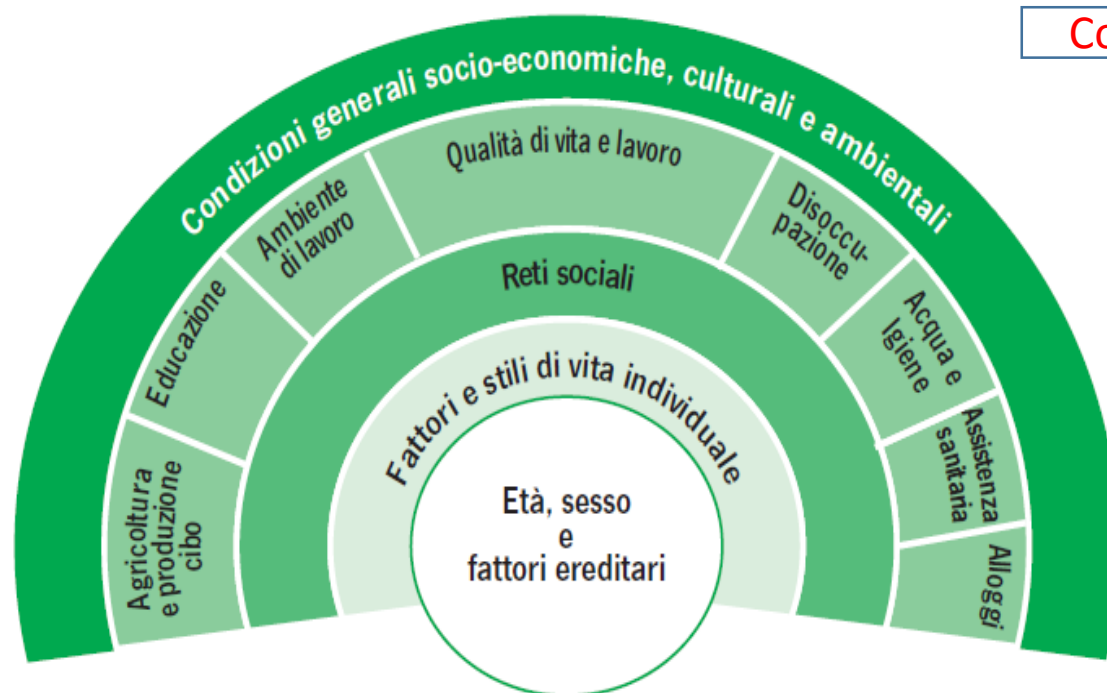 Co
Condizioni generali socio-economiche, culturali e ambientali
Agricoltura
e produzione
cibo
Educazione
Ambiente
di lavoro
Qualità di vita e lavoro
Disoccu-
pazione
Acqua e
Igiene
Assistenza
sanitaria
Alloggi
Reti sociali
Fattori e stili di vita individuale
Età, sesso
e
fattori ereditari